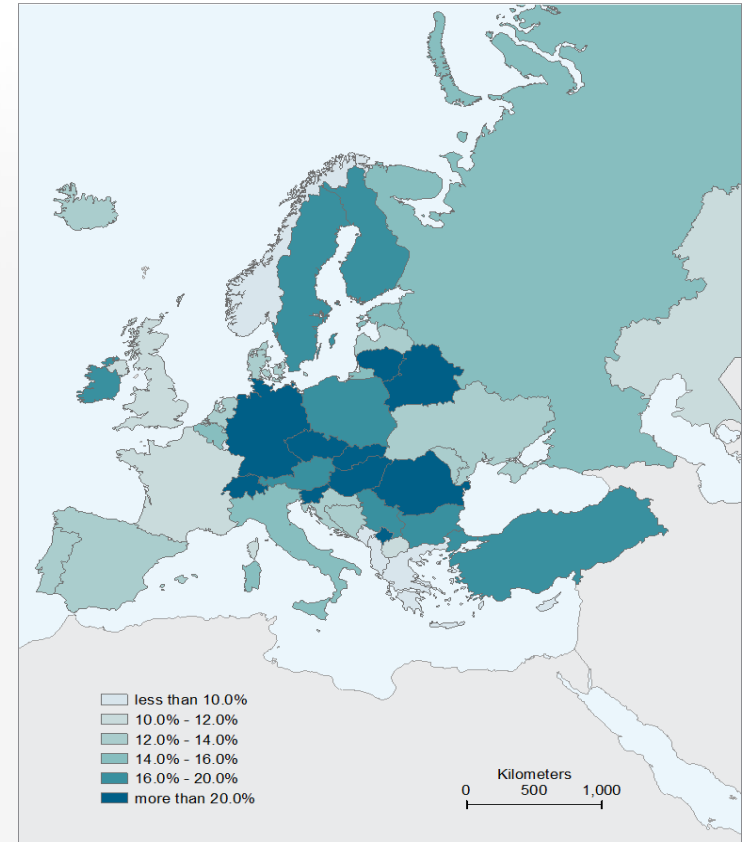 less than 10.0%
10.0% - 12.0%
12.0% - 14.0%
14.0% - 16.0%
16.0% - 20.0%
more than 20.0%
Kilometers
0 500 1,000